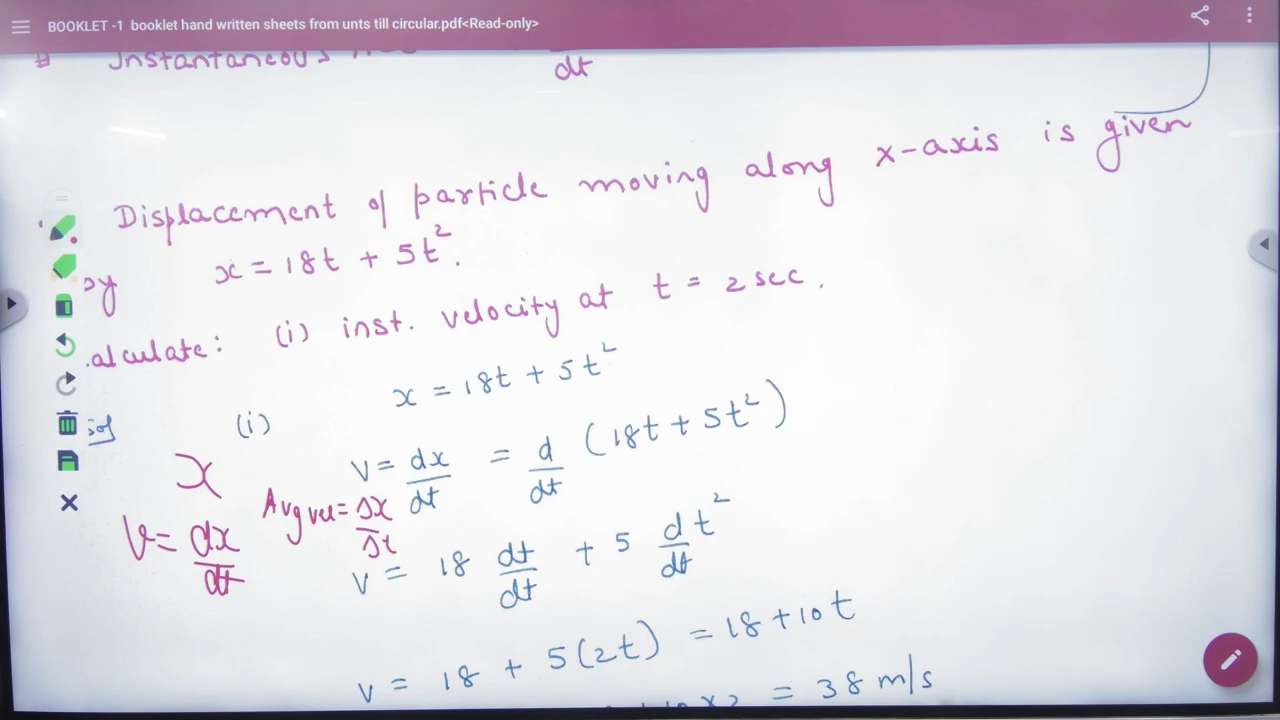 BOOKLET -1 booklet hand written sheets from unts till circular.pdf<Read-only>
# Instantaneous
dt
Displacement of particle moving along x-axis is given
by x = 18t + 5t².
calculate: (i) inst. velocity at t = 2 sec.
sol (i) x = 18t + 5t²
v = dx/dt = d/dt (18t + 5t²)
x
V = dx/dt
Avg vel = Δx/Δt
v = 18 dt/dt + 5 d/dt t²
v = 18 + 5(2t) = 18 + 10t
= 38 m/s